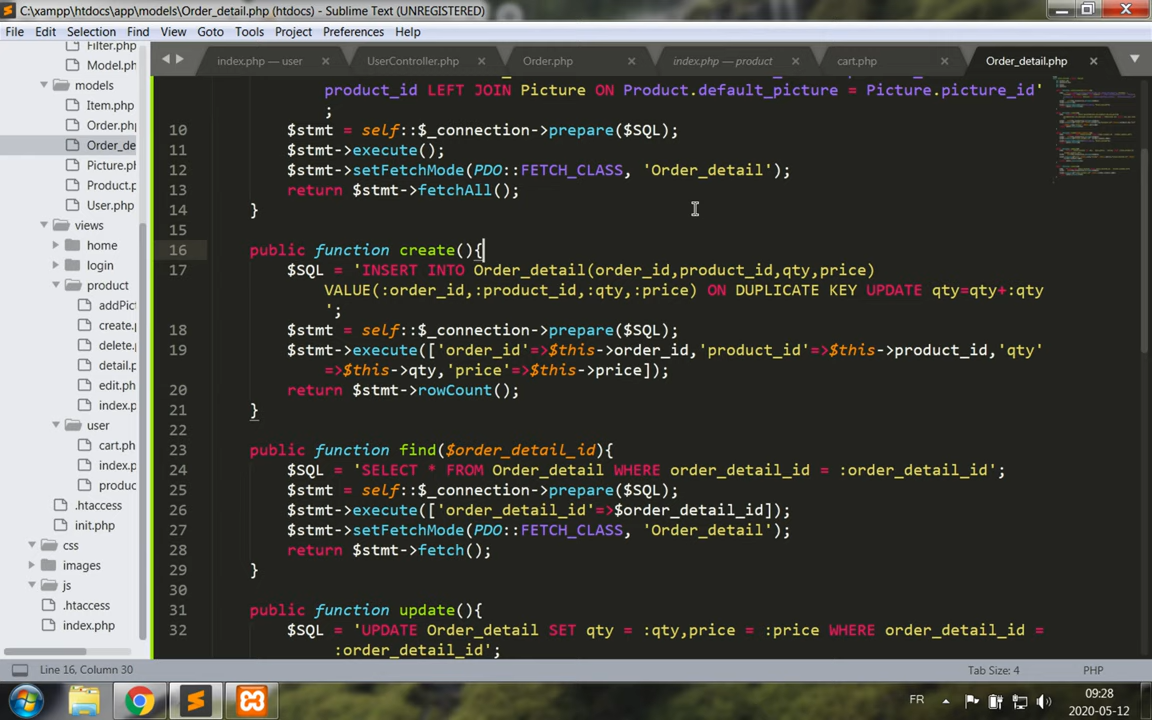 C:\xampp\htdocs\app\models\Order_detail.php (htdocs) - Sublime Text (UNREGISTERED)
File Edit Selection Find View Goto Tools Project Preferences Help
index.php — user UserController.php Order.php index.php — product cart.php Order_detail.php
Filter.php
Model.ph
models
Item.php
Order.ph
Order_de
Picture.p
Product.p
User.php
views
home
login
product
addPict
create.p
delete.p
detail.p
edit.ph
index.p
user
cart.ph
index.p
produc
.htaccess
init.php
css
images
js
.htaccess
index.php
product_id LEFT JOIN Picture ON Product.default_picture = Picture.picture_id'
;
10 $stmt = self::$_connection->prepare($SQL);
11 $stmt->execute();
12 $stmt->setFetchMode(PDO::FETCH_CLASS, 'Order_detail');
13 return $stmt->fetchAll();
14 }
15
16 public function create(){
17 $SQL = 'INSERT INTO Order_detail(order_id,product_id,qty,price)
VALUE(:order_id,:product_id,:qty,:price) ON DUPLICATE KEY UPDATE qty=qty+:qty
';
18 $stmt = self::$_connection->prepare($SQL);
19 $stmt->execute(['order_id'=>$this->order_id,'product_id'=>$this->product_id,'qty'
=>$this->qty,'price'=>$this->price]);
20 return $stmt->rowCount();
21 }
22
23 public function find($order_detail_id){
24 $SQL = 'SELECT * FROM Order_detail WHERE order_detail_id = :order_detail_id';
25 $stmt = self::$_connection->prepare($SQL);
26 $stmt->execute(['order_detail_id'=>$order_detail_id]);
27 $stmt->setFetchMode(PDO::FETCH_CLASS, 'Order_detail');
28 return $stmt->fetch();
29 }
30
31 public function update(){
32 $SQL = 'UPDATE Order_detail SET qty = :qty,price = :price WHERE order_detail_id =
:order_detail_id';
Line 16, Column 30 Tab Size: 4 PHP
FR 09:28
2020-05-12